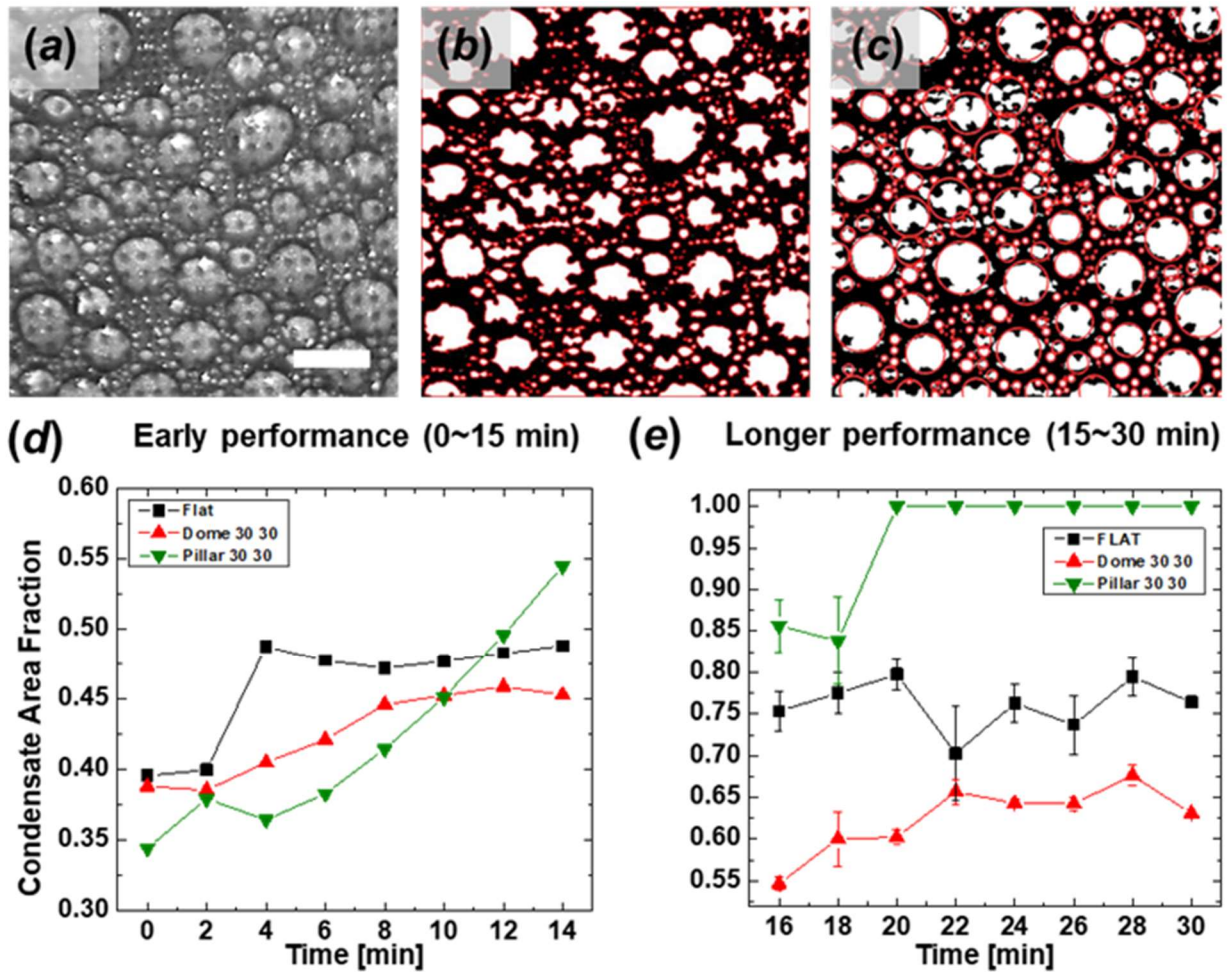 (a)
(b)
(c)
(d) Early performance (0~15 min)
(e) Longer performance (15~30 min)
Condensate Area Fraction
0.60
0.55
0.50
0.45
0.40
0.35
0.30
Flat
Dome 30 30
Pillar 30 30
0 2 4 6 8 10 12 14
Time [min]
1.00
0.95
0.90
0.85
0.80
0.75
0.70
0.65
0.60
0.55
FLAT
Dome 30 30
Pillar 30 30
16 18 20 22 24 26 28 30
Time [min]